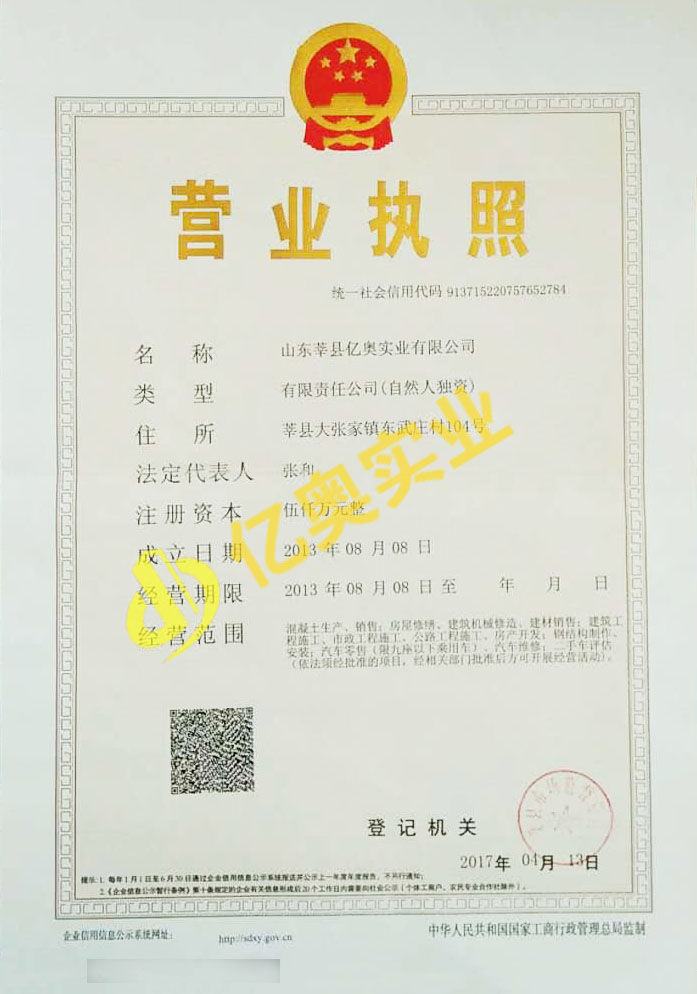 营业执照
统一社会信用代码 913715220757652784
名称 山东莘县亿奥实业有限公司
类型 有限责任公司(自然人独资)
住所 莘县大张家镇东武庄村104号
法定代表人 张和
注册资本 伍仟万元整
成立日期 2013年08月08日
经营期限 2013年08月08日至 年 月 日
经营范围 混凝土生产、销售；房屋修缮、建筑机械修造、建材销售；建筑工
程施工、市政工程施工、公路工程施工、房产开发；钢结构制作、
安装；汽车零售（限九座以下乘用车）、汽车维修；二手车评估
（依法须经批准的项目，经相关部门批准后方可开展经营活动）。
亿奥实业
登记机关
2017年 04月 13日
提示：1.每年1月1日至6月30日通过企业信用信息公示系统报送并公示上一年度年度报告，不另行通知；
2.《企业信息公示暂行条例》第十条规定的企业有关信息形成后20个工作日内需要向社会公示（个体工商户、农民专业合作社除外）。
企业信用信息公示系统网址： http://sdxy.gov.cn 中华人民共和国国家工商行政管理总局监制